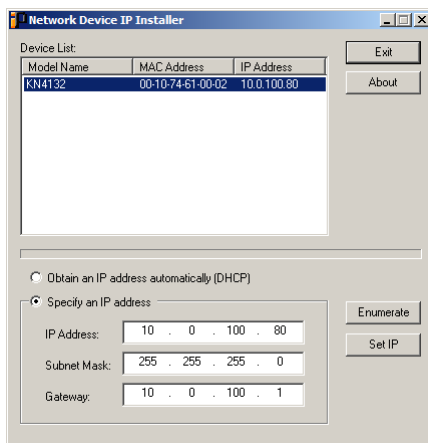 Network Device IP Installer
Device List:
Exit
Model Name MAC Address IP Address
KN4132 00-10-74-61-00-02 10.0.100.80
About
Obtain an IP address automatically (DHCP)
Specify an IP address
Enumerate
IP Address: 10 . 0 . 100 . 80
Set IP
Subnet Mask: 255 . 255 . 255 . 0
Gateway: 10 . 0 . 100 . 1